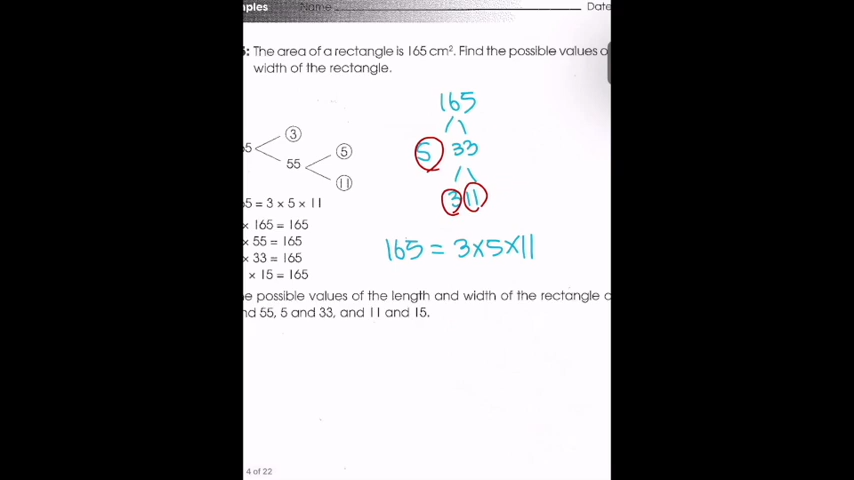 mples Name Date
: The area of a rectangle is 165 cm². Find the possible values o
width of the rectangle.
165
5 33
3 11
3
5 55 5
11
5 = 3 x 5 x 11
165 = 3x5x11
x 165 = 165
x 55 = 165
x 33 = 165
x 15 = 165
e possible values of the length and width of the rectangle a
nd 55, 5 and 33, and 11 and 15.
4 of 22